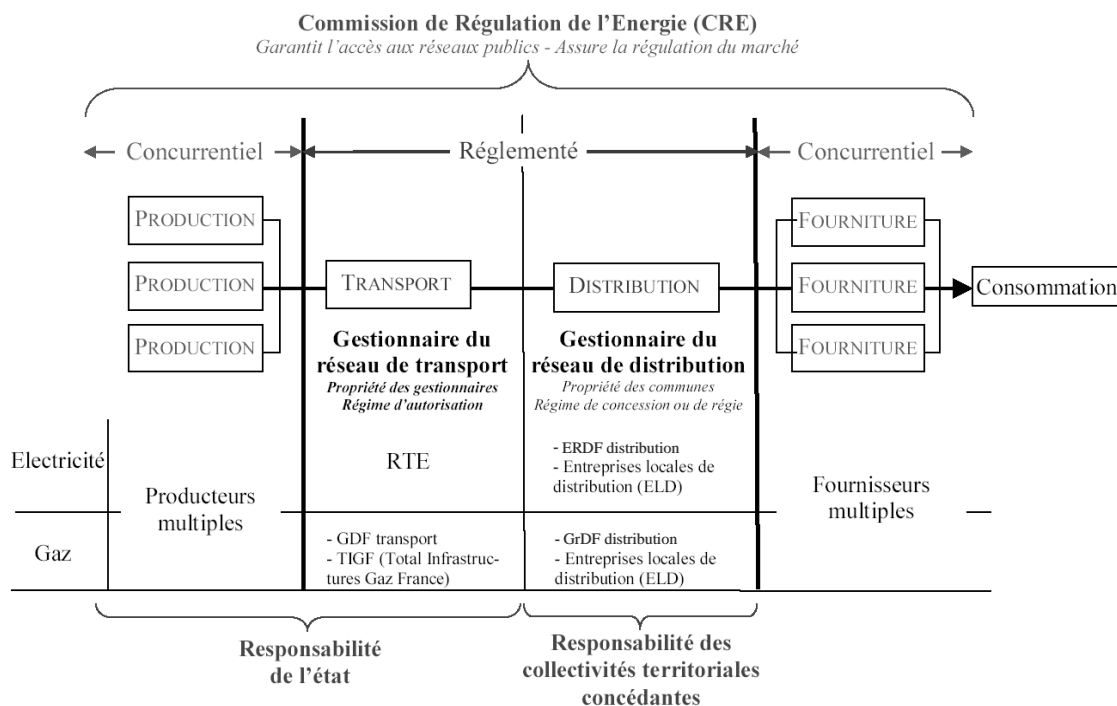 Commission de Régulation de l'Energie (CRE)
Garantit l'accès aux réseaux publics - Assure la régulation du marché
Concurrentiel
Réglementé
Concurrentiel
PRODUCTION
PRODUCTION
PRODUCTION
TRANSPORT
DISTRIBUTION
FOURNITURE
FOURNITURE
FOURNITURE
Consommation
Gestionnaire du
réseau de transport
Propriété des gestionnaires
Régime d'autorisation
Gestionnaire du
réseau de distribution
Propriété des communes
Régime de concession ou de régie
Electricité
Producteurs
multiples
RTE
- ERDF distribution
- Entreprises locales de
distribution (ELD)
Fournisseurs
multiples
Gaz
- GDF transport
- TIGF (Total Infrastruc-
tures Gaz France)
- GrDF distribution
- Entreprises locales de
distribution (ELD)
Responsabilité
de l'état
Responsabilité des
collectivités territoriales
concédantes